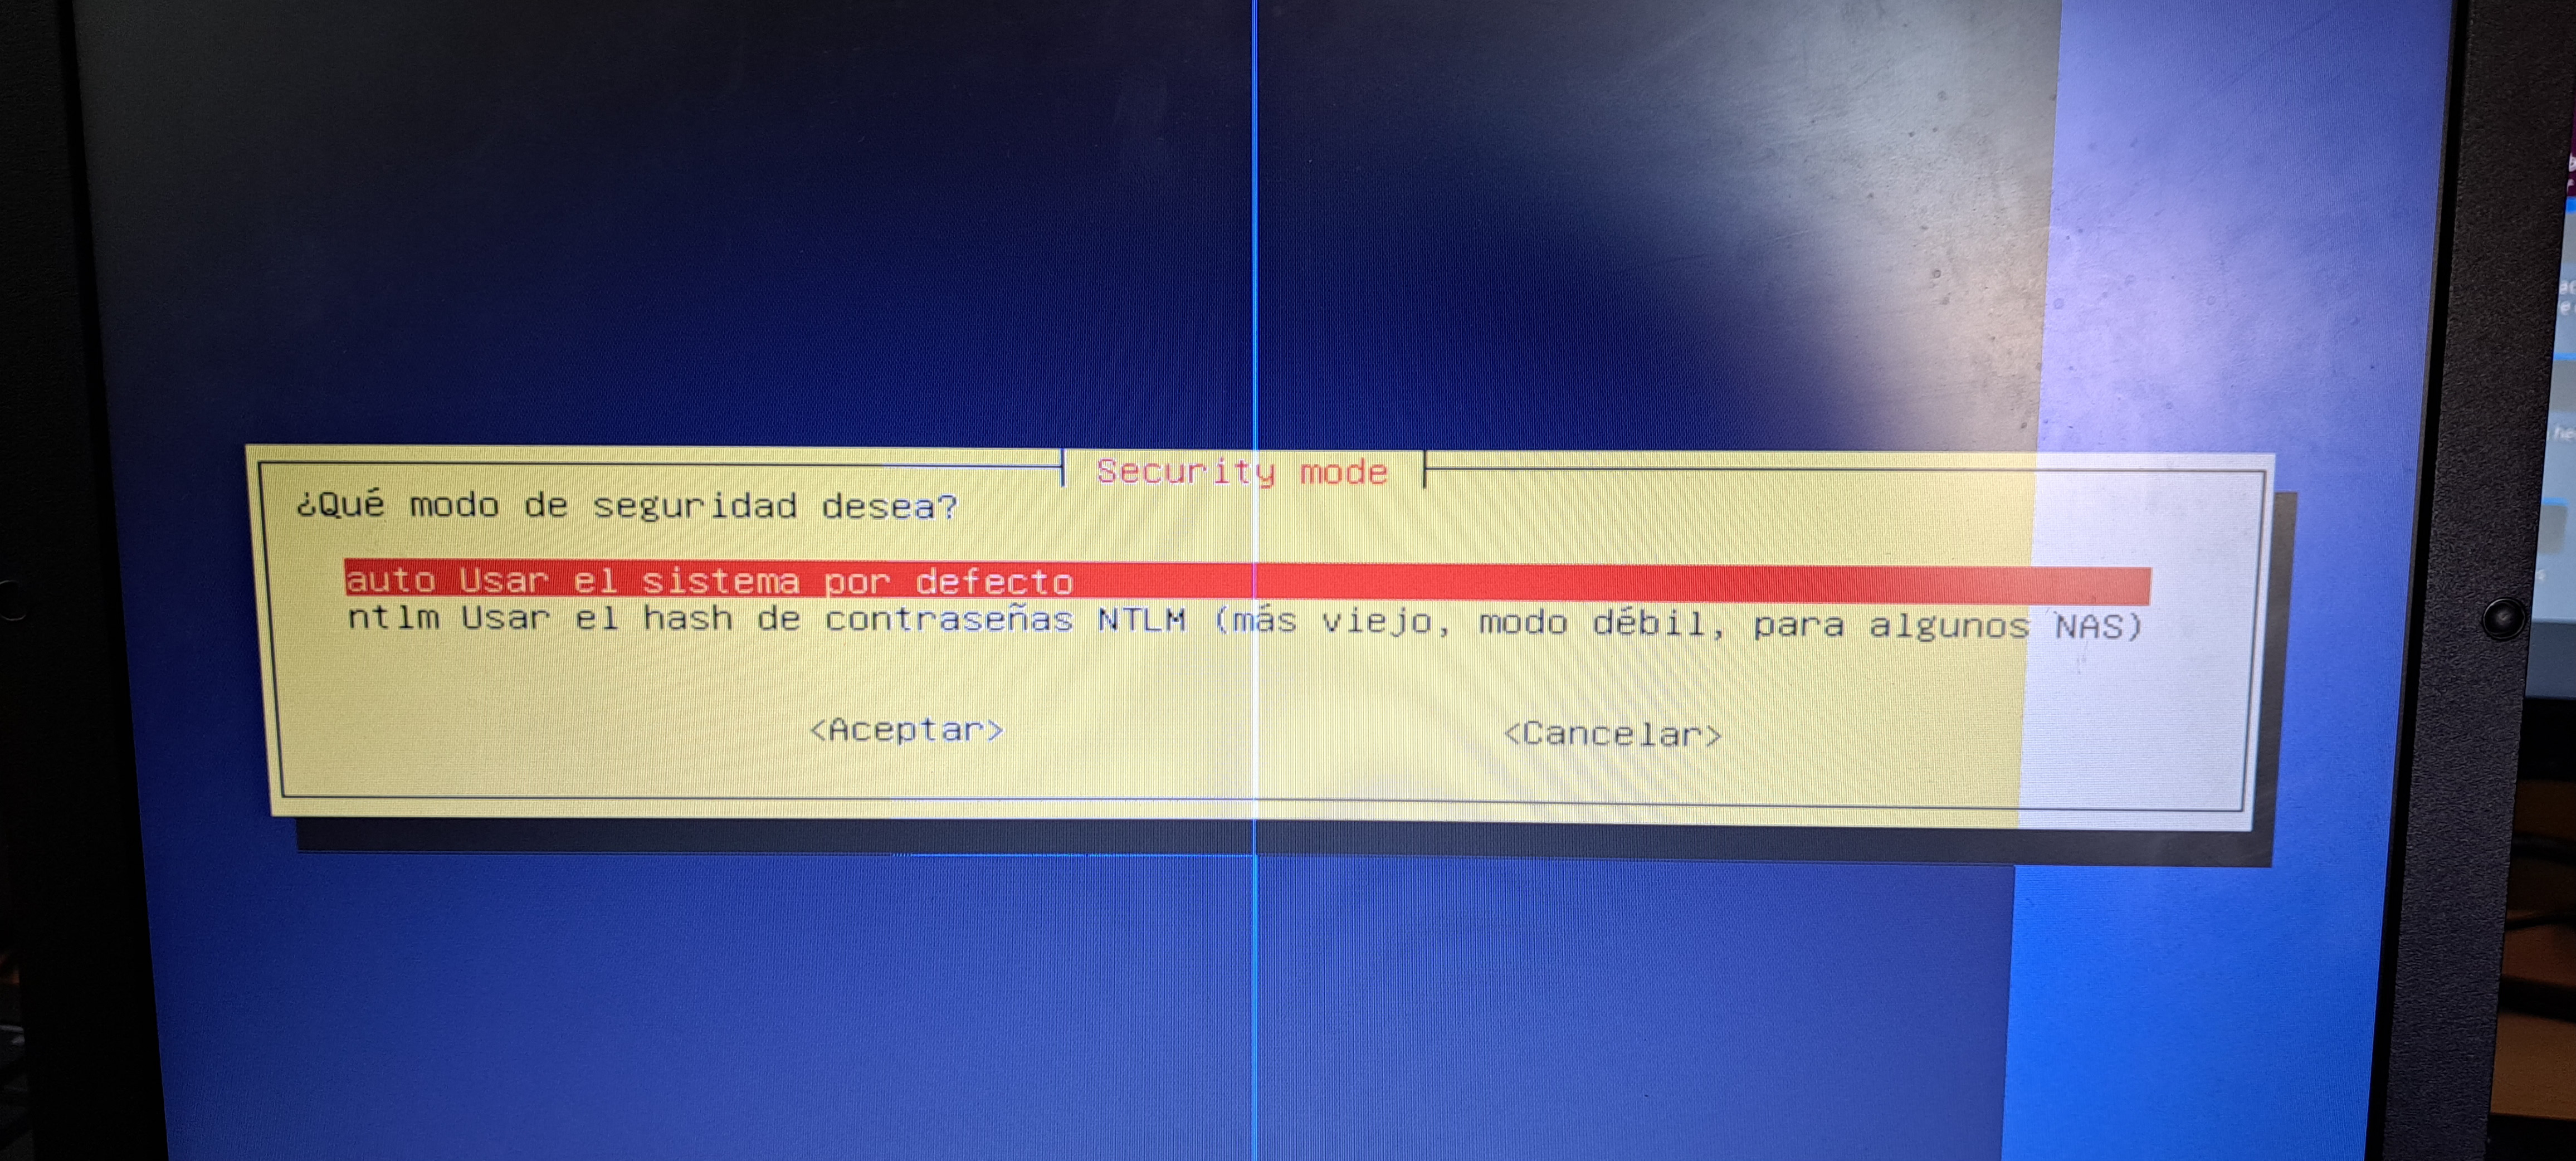 Security mode
¿Qué modo de seguridad desea?
auto Usar el sistema por defecto
ntlm Usar el hash de contraseñas NTLM (más viejo, modo débil, para algunos NAS)
<Aceptar> <Cancelar>